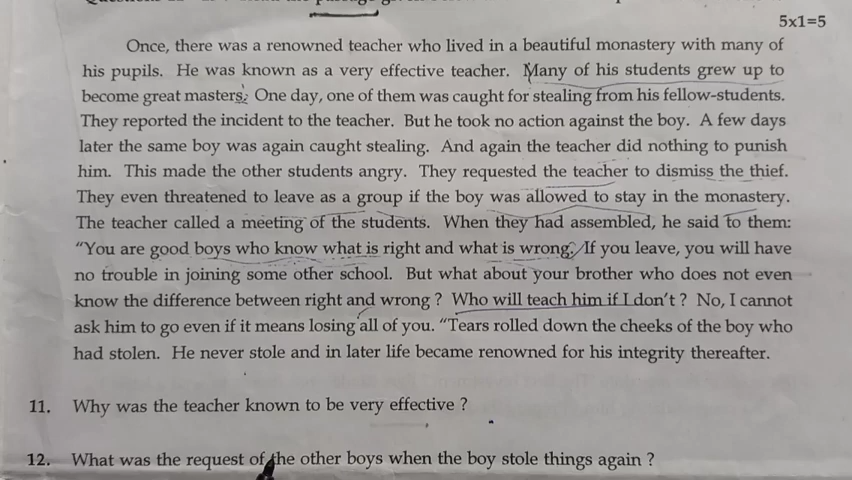 5x1=5
Once, there was a renowned teacher who lived in a beautiful monastery with many of
his pupils. He was known as a very effective teacher. Many of his students grew up to
become great masters. One day, one of them was caught for stealing from his fellow-students.
They reported the incident to the teacher. But he took no action against the boy. A few days
later the same boy was again caught stealing. And again the teacher did nothing to punish
him. This made the other students angry. They requested the teacher to dismiss the thief.
They even threatened to leave as a group if the boy was allowed to stay in the monastery.
The teacher called a meeting of the students. When they had assembled, he said to them:
“You are good boys who know what is right and what is wrong. If you leave, you will have
no trouble in joining some other school. But what about your brother who does not even
know the difference between right and wrong ? Who will teach him if I don’t ? No, I cannot
ask him to go even if it means losing all of you. “Tears rolled down the cheeks of the boy who
had stolen. He never stole and in later life became renowned for his integrity thereafter.
11. Why was the teacher known to be very effective ?
12. What was the request of the other boys when the boy stole things again ?